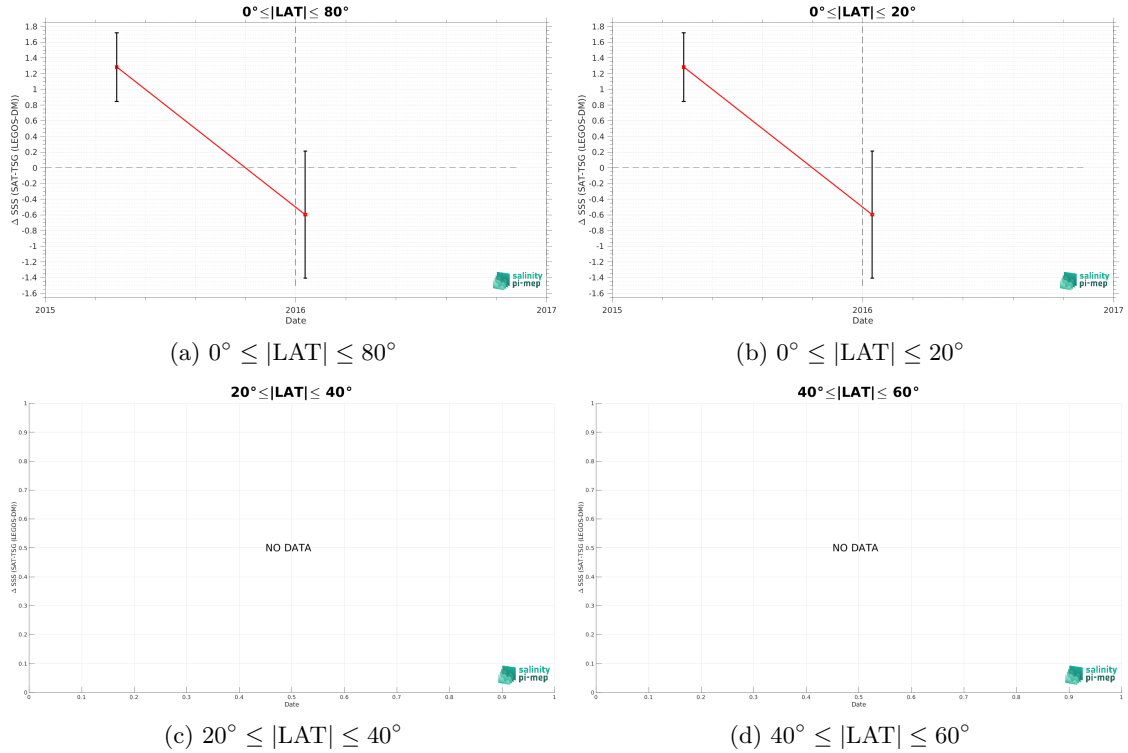 0°≤|LAT|≤ 80°
1.8
1.6
1.4
1.2
1
0.8
0.6
0.4
0.2
0
-0.2
-0.4
-0.6
-0.8
-1
-1.2
-1.4
-1.6
Δ SSS (SAT-TSG (LEGOS-DM))
2015
2016
2017
Date
salinity
pi-mep
(a) 0° ≤ |LAT| ≤ 80°
0°≤|LAT|≤ 20°
1.8
1.6
1.4
1.2
1
0.8
0.6
0.4
0.2
0
-0.2
-0.4
-0.6
-0.8
-1
-1.2
-1.4
-1.6
Δ SSS (SAT-TSG (LEGOS-DM))
2015
2016
2017
Date
salinity
pi-mep
(b) 0° ≤ |LAT| ≤ 20°
20°≤|LAT|≤ 40°
1
0.9
0.8
0.7
0.6
0.5
0.4
0.3
0.2
0.1
0
Δ SSS (SAT-TSG (LEGOS-DM))
NO DATA
0 0.1 0.2 0.3 0.4 0.5 0.6 0.7 0.8 0.9 1
Date
salinity
pi-mep
(c) 20° ≤ |LAT| ≤ 40°
40°≤|LAT|≤ 60°
1
0.9
0.8
0.7
0.6
0.5
0.4
0.3
0.2
0.1
0
Δ SSS (SAT-TSG (LEGOS-DM))
NO DATA
0 0.1 0.2 0.3 0.4 0.5 0.6 0.7 0.8 0.9 1
Date
salinity
pi-mep
(d) 40° ≤ |LAT| ≤ 60°